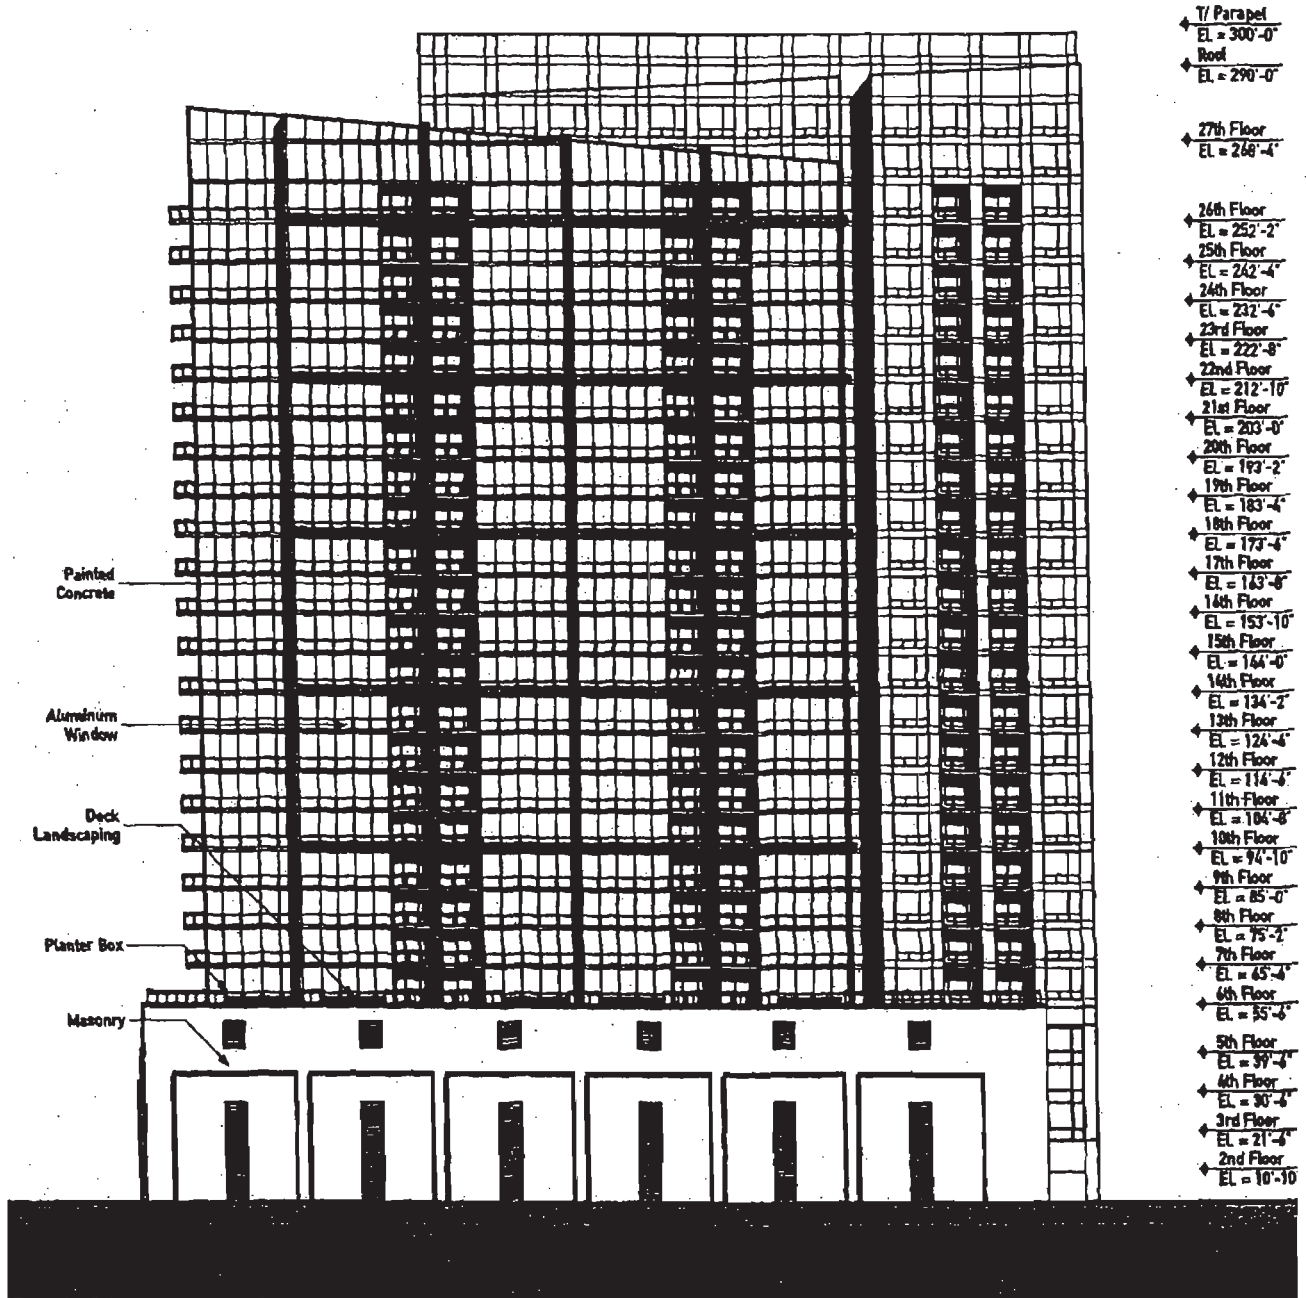 T/ Parapet
EL = 300'-0"
Roof
EL = 290'-0"
27th Floor
EL = 268'-4"
26th Floor
EL = 252'-2"
25th Floor
EL = 242'-4"
24th Floor
EL = 232'-6"
23rd Floor
EL = 222'-8"
22nd Floor
EL = 212'-10"
21st Floor
EL = 203'-0"
20th Floor
EL = 193'-2"
19th Floor
EL = 183'-4"
18th Floor
EL = 173'-6"
17th Floor
EL = 163'-8"
16th Floor
EL = 153'-10"
15th Floor
EL = 144'-0"
14th Floor
EL = 134'-2"
13th Floor
EL = 124'-4"
12th Floor
EL = 114'-6"
11th Floor
EL = 104'-8"
10th Floor
EL = 94'-10"
9th Floor
EL = 85'-0"
8th Floor
EL = 75'-2"
7th Floor
EL = 65'-4"
6th Floor
EL = 55'-6"
5th Floor
EL = 39'-6"
4th Floor
EL = 30'-6"
3rd Floor
EL = 21'-6"
2nd Floor
EL = 10'-10
Painted
Concrete
Aluminum
Window
Deck
Landscaping
Planter Box
Masonry